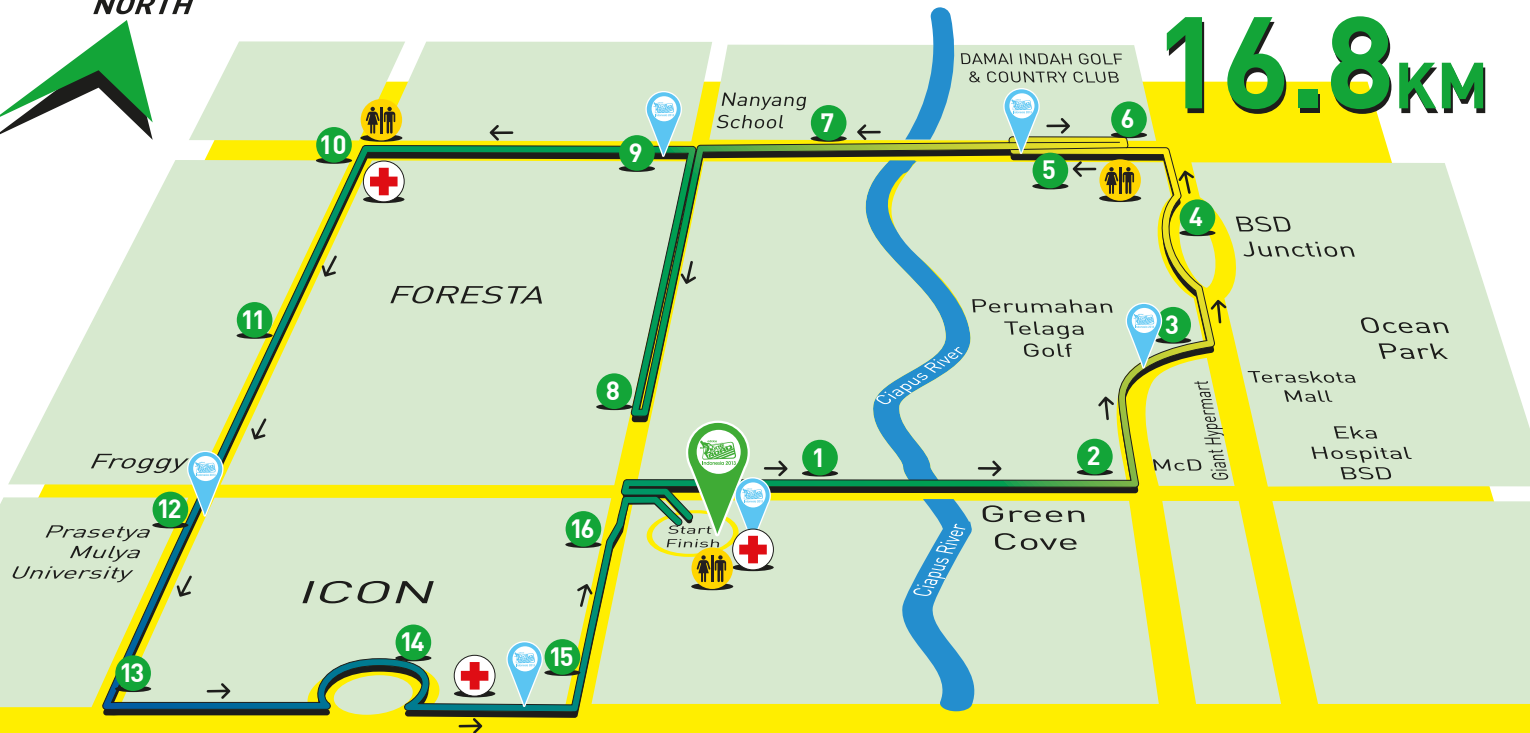 NORTH
16.8KM
DAMAI INDAH GOLF
& COUNTRY CLUB
Nanyang
School
6
7
10
9
5
4
BSD
Junction
FORESTA
11
Perumahan
Telaga
Golf
3
Ocean
Park
Ciapus River
8
Teraskota
Mall
Giant Hypermart
Eka
Hospital
BSD
Froggy
Indonesia 2015
1
2
McD
12
16
Start
Finish
Green
Cove
Prasetya
Mulya
University
Ciapus River
ICON
14
15
13